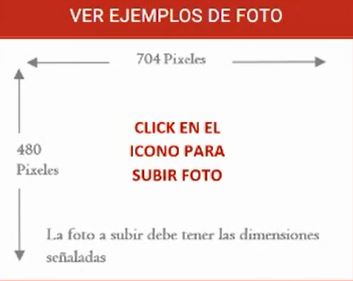 VER EJEMPLOS DE FOTO
704 Pixeles
CLICK EN EL
480
ICONO PARA
Pixeles
SUBIR FOTO
La foto a subir debe tener las dimensiones
señaladas